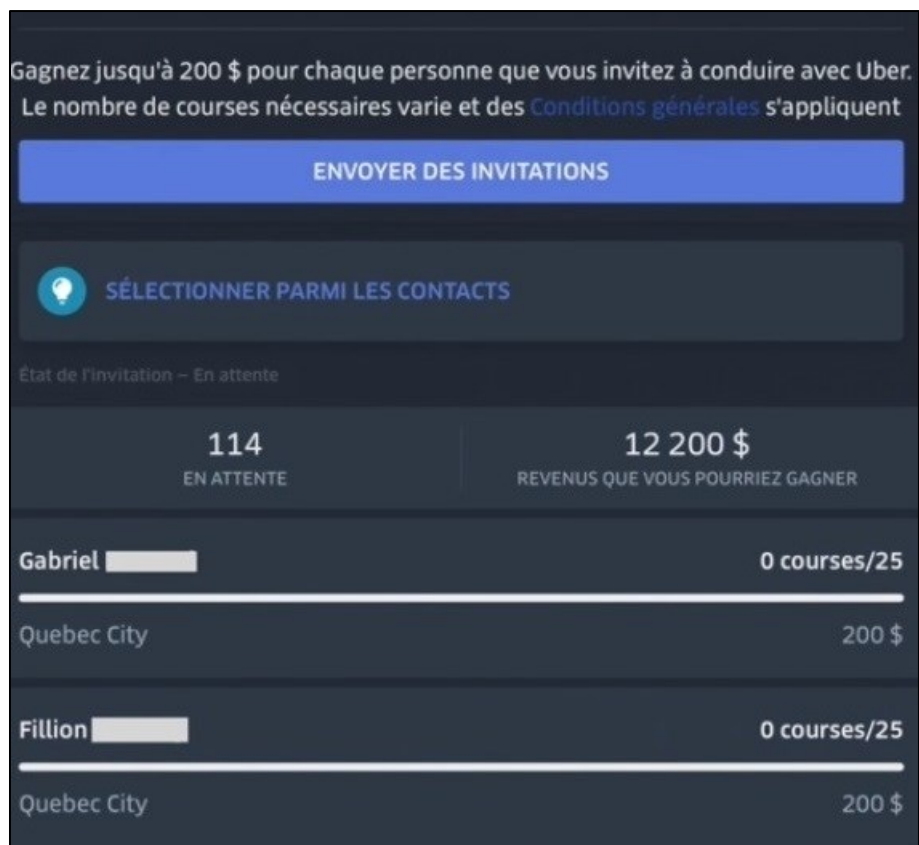 Gagnez jusqu'à 200 $ pour chaque personne que vous invitez à conduire avec Uber.
Le nombre de courses nécessaires varie et des Conditions générales s'appliquent
ENVOYER DES INVITATIONS
SÉLECTIONNER PARMI LES CONTACTS
État de l'invitation – En attente
114
EN ATTENTE
12 200 $
REVENUS QUE VOUS POURRIEZ GAGNER
Gabriel
0 courses/25
Quebec City
200 $
Fillion
0 courses/25
Quebec City
200 $